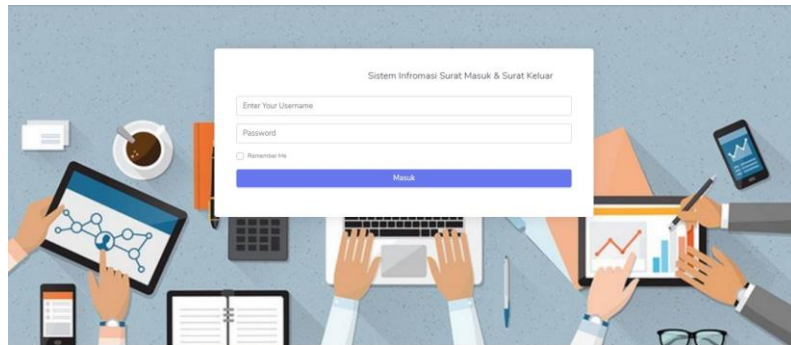 Sistem Infromasi Surat Masuk & Surat Keluar
Enter Your Username
Password
Remember Me
Masuk